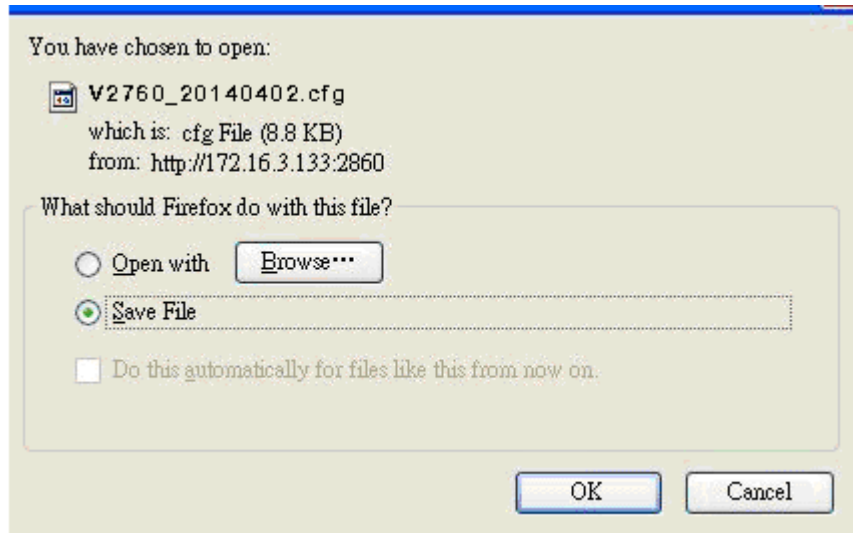 You have chosen to open:
V2760_20140402.cfg
which is: cfg File (8.8 KB)
from: http://172.16.3.133:2860
What should Firefox do with this file?
Open with
Browse···
Save File
Do this automatically for files like this from now on.
OK
Cancel